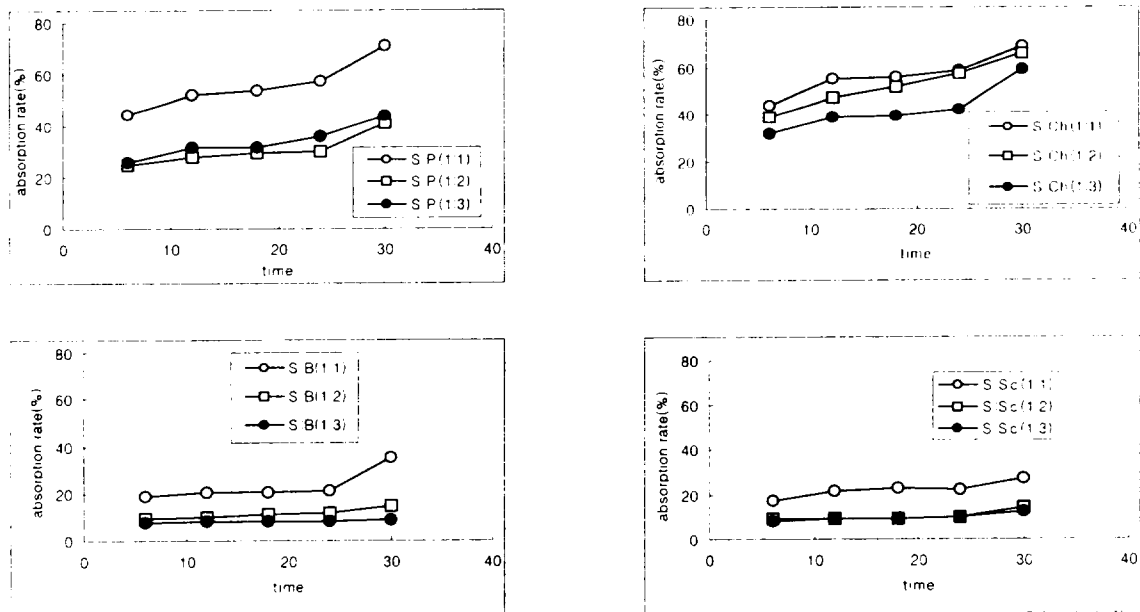 80
60
40
20
0
absorption rate(%)
S P(1:1)
S P(1:2)
S P(1:3)
0 10 20 30 40
time
80
60
40
20
0
absorption rate(%)
S Ch(1:1)
S Ch(1:2)
S Ch(1:3)
0 10 20 30 40
time
80
60
40
20
0
absorption rate(%)
S B(1:1)
S B(1:2)
S B(1:3)
0 10 20 30 40
time
80
60
40
20
0
absorption rate(%)
S Sc(1:1)
S Sc(1:2)
S Sc(1:3)
0 10 20 30 40
time